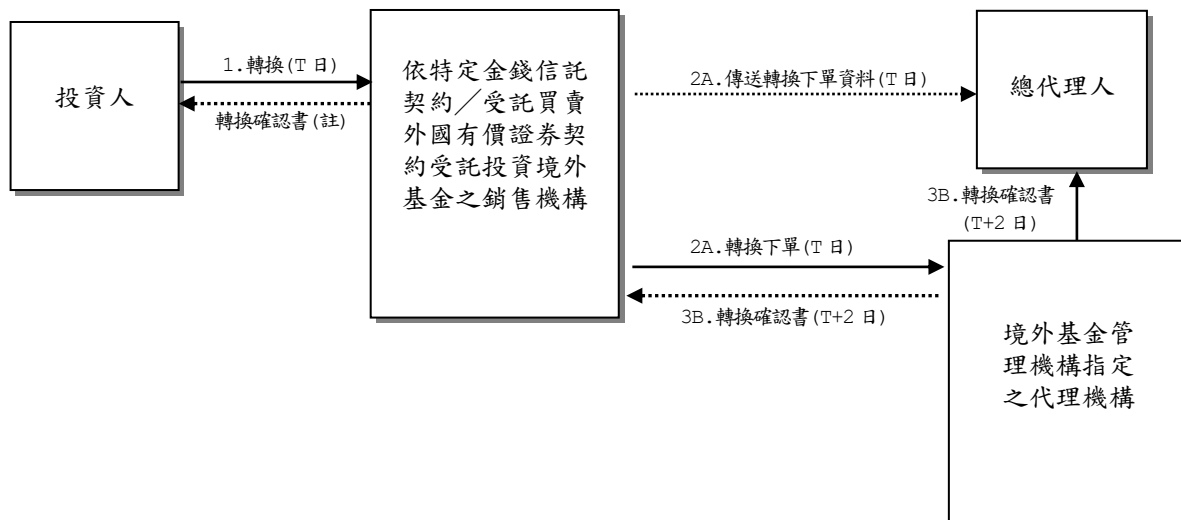 投資人
1.轉換(T 日)
轉換確認書(註)
依特定金錢信託
契約／受託買賣
外國有價證券契
約受託投資境外
基金之銷售機構
2A.傳送轉換下單資料(T 日)
總代理人
3B.轉換確認書
(T+2 日)
2A.轉換下單(T 日)
3B.轉換確認書(T+2 日)
境外基金管
理機構指定
之代理機構